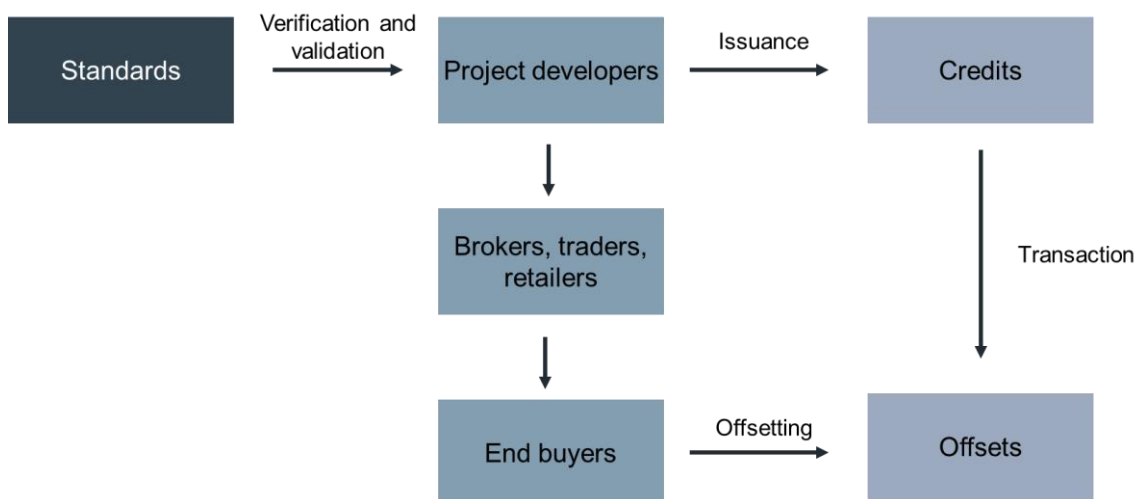 Verification and
validation
Standards
Project developers
Issuance
Credits
Brokers, traders,
retailers
Transaction
End buyers
Offsetting
Offsets